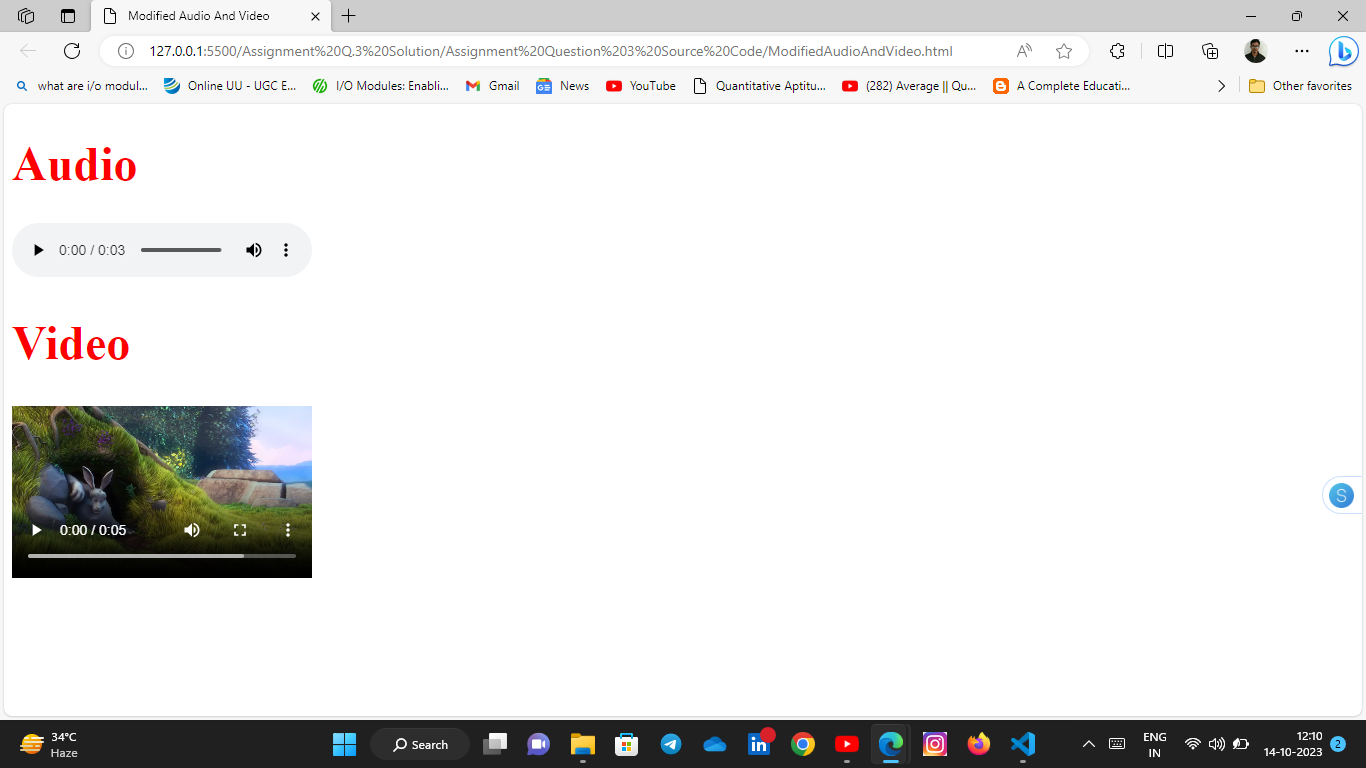 Modified Audio And Video
127.0.0.1:5500/Assignment%20Q.3%20Solution/Assignment%20Question%203%20Source%20Code/ModifiedAudioAndVideo.html
what are i/o modul... Online UU - UGC E... I/O Modules: Enabli... Gmail News YouTube Quantitative Aptitu... (282) Average || Qu... A Complete Educati... Other favorites
Audio
0:00 / 0:03
Video
0:00 / 0:05
S
34°C
Haze
Search
ENG
IN
12:10
14-10-2023
2